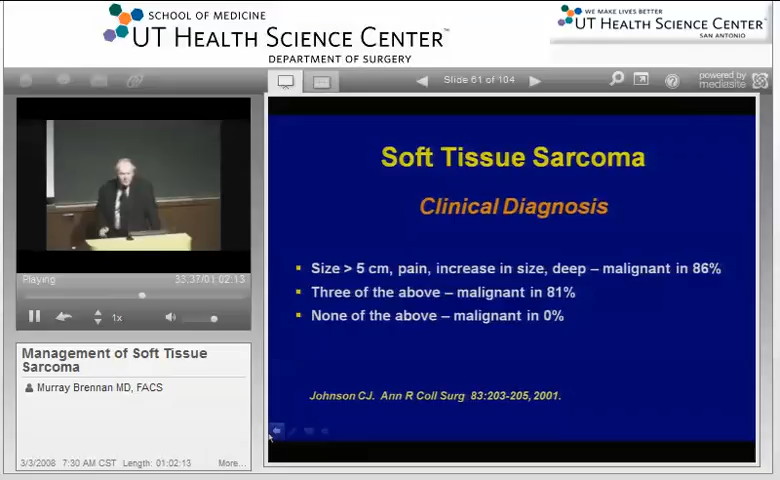 SCHOOL OF MEDICINE
UT HEALTH SCIENCE CENTER™
DEPARTMENT OF SURGERY
WE MAKE LIVES BETTER
UT HEALTH SCIENCE CENTER™
SAN ANTONIO
Slide 61 of 104
powered by
mediasite
Playing
33:37/01:02:13
1x
Management of Soft Tissue
Sarcoma
Murray Brennan MD, FACS
3/3/2008 7:30 AM CST Length: 01:02:13 More...
Soft Tissue Sarcoma
Clinical Diagnosis
Size > 5 cm, pain, increase in size, deep – malignant in 86%
Three of the above – malignant in 81%
None of the above – malignant in 0%
Johnson CJ. Ann R Coll Surg 83:203-205, 2001.